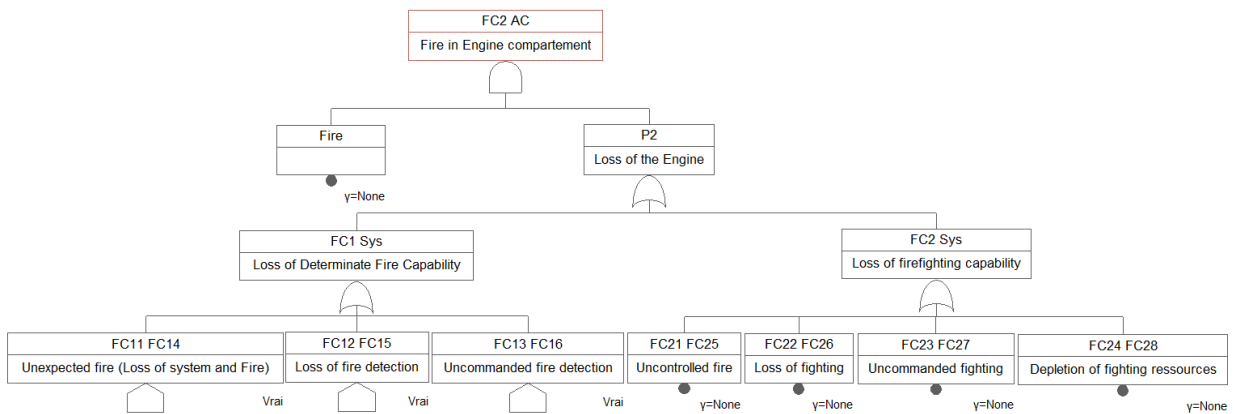 FC2 AC
Fire in Engine compartement
Fire
γ=None
P2
Loss of the Engine
FC1 Sys
Loss of Determinate Fire Capability
FC2 Sys
Loss of firefighting capability
FC11 FC14
Unexpected fire (Loss of system and Fire)
Vrai
FC12 FC15
Loss of fire detection
Vrai
FC13 FC16
Uncommanded fire detection
Vrai
FC21 FC25
Uncontrolled fire
γ=None
FC22 FC26
Loss of fighting
γ=None
FC23 FC27
Uncommanded fighting
γ=None
FC24 FC28
Depletion of fighting ressources
γ=None